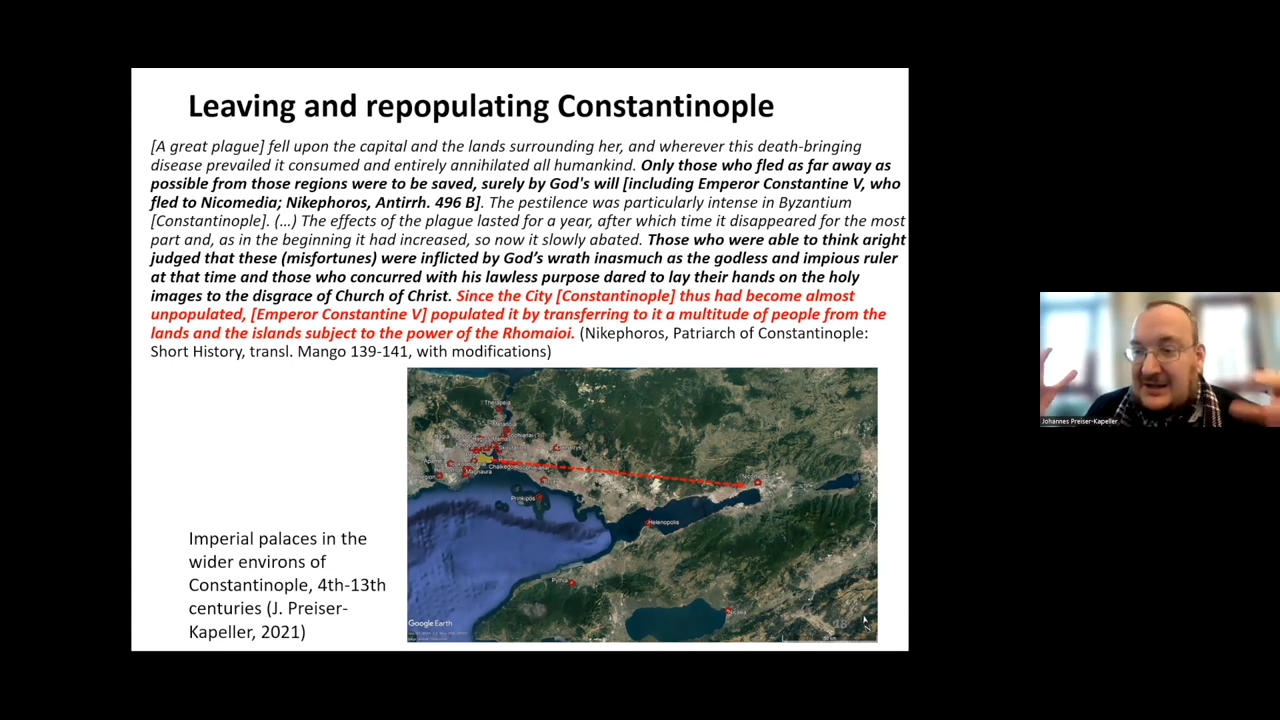 Leaving and repopulating Constantinople
[A great plague] fell upon the capital and the lands surrounding her, and wherever this death-bringing
disease prevailed it consumed and entirely annihilated all humankind. Only those who fled as far away as
possible from those regions were to be saved, surely by God's will [including Emperor Constantine V, who
fled to Nicomedia; Nikephoros, Antirrh. 496 B]. The pestilence was particularly intense in Byzantium
[Constantinople]. (…) The effects of the plague lasted for a year, after which time it disappeared for the most
part and, as in the beginning it had increased, so now it slowly abated. Those who were able to think aright
judged that these (misfortunes) were inflicted by God’s wrath inasmuch as the godless and impious ruler
at that time and those who concurred with his lawless purpose dared to lay their hands on the holy
images to the disgrace of Church of Christ. Since the City [Constantinople] thus had become almost
unpopulated, [Emperor Constantine V] populated it by transferring to it a multitude of people from the
lands and the islands subject to the power of the Rhomaioi. (Nikephoros, Patriarch of Constantinople:
Short History, transl. Mango 139-141, with modifications)
Therapeia
Magnaura
Prinkipos
Helenopolis
Pythia
Nicaea
Google Earth
18
N
Imperial palaces in the
wider environs of
Constantinople, 4th-13th
centuries (J. Preiser-
Kapeller, 2021)
Johannes Preiser-Kapeller